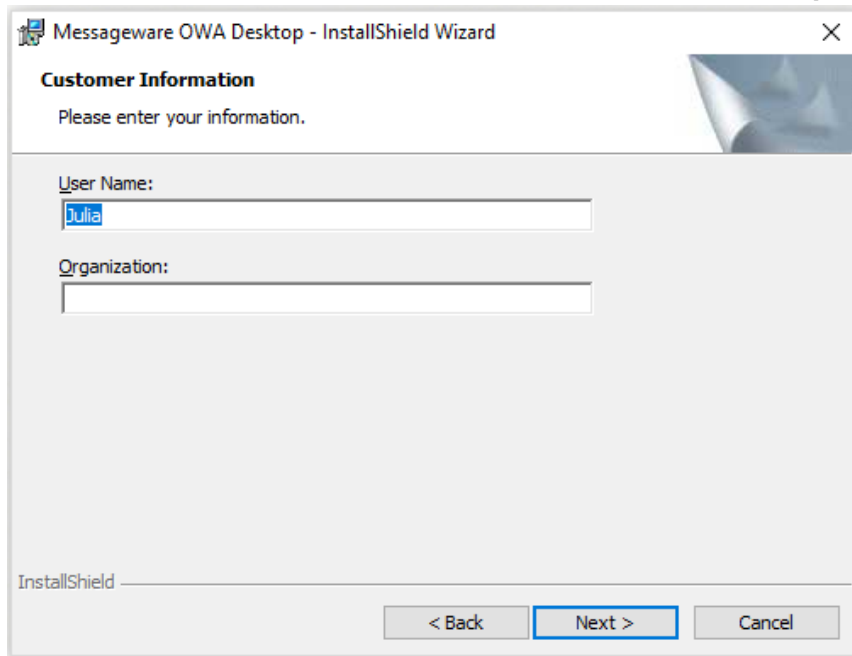 Messageware OWA Desktop - InstallShield Wizard
Customer Information
Please enter your information.
User Name:
Julia
Organization:
InstallShield
< Back Next > Cancel